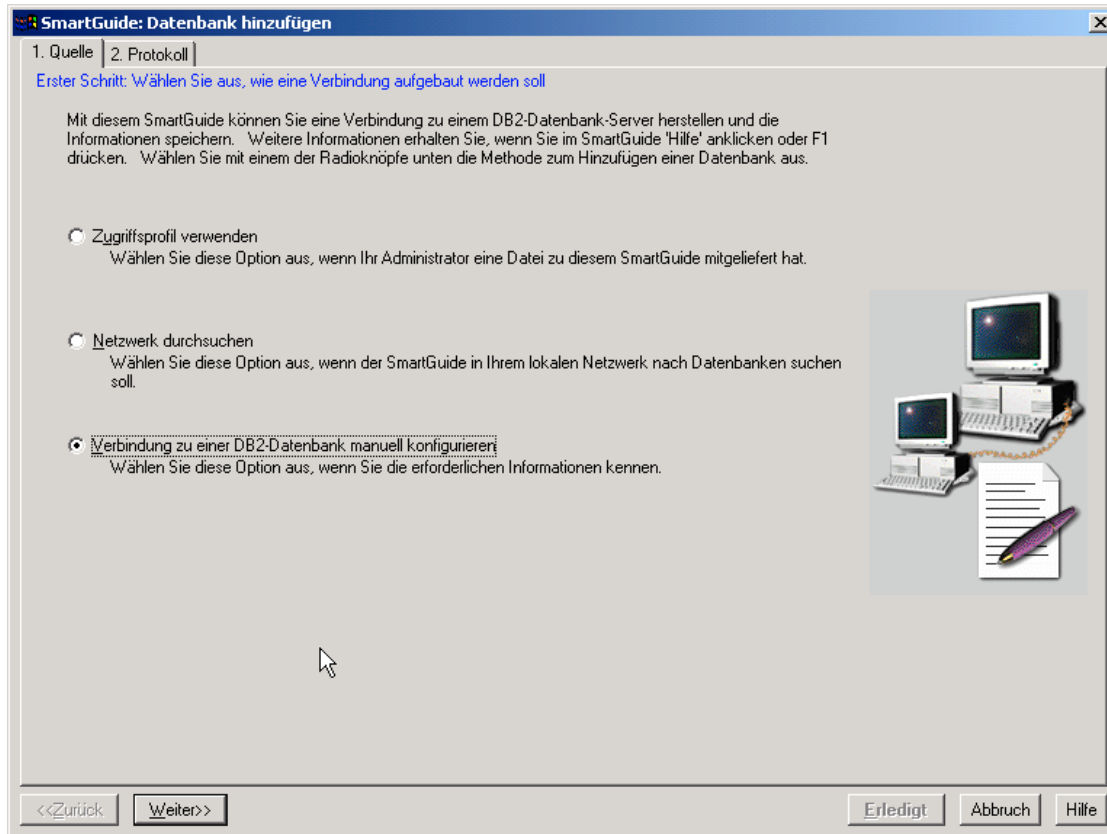 SmartGuide: Datenbank hinzufügen
1. Quelle
2. Protokoll
Erster Schritt: Wählen Sie aus, wie eine Verbindung aufgebaut werden soll
Mit diesem SmartGuide können Sie eine Verbindung zu einem DB2-Datenbank-Server herstellen und die
Informationen speichern. Weitere Informationen erhalten Sie, wenn Sie im SmartGuide 'Hilfe' anklicken oder F1
drücken. Wählen Sie mit einem der Radioknöpfe unten die Methode zum Hinzufügen einer Datenbank aus.
Zugriffsprofil verwenden
Wählen Sie diese Option aus, wenn Ihr Administrator eine Datei zu diesem SmartGuide mitgeliefert hat.
Netzwerk durchsuchen
Wählen Sie diese Option aus, wenn der SmartGuide in Ihrem lokalen Netzwerk nach Datenbanken suchen
soll.
Verbindung zu einer DB2-Datenbank manuell konfigurieren
Wählen Sie diese Option aus, wenn Sie die erforderlichen Informationen kennen.
<<Zurück
Weiter>>
Erledigt
Abbruch
Hilfe